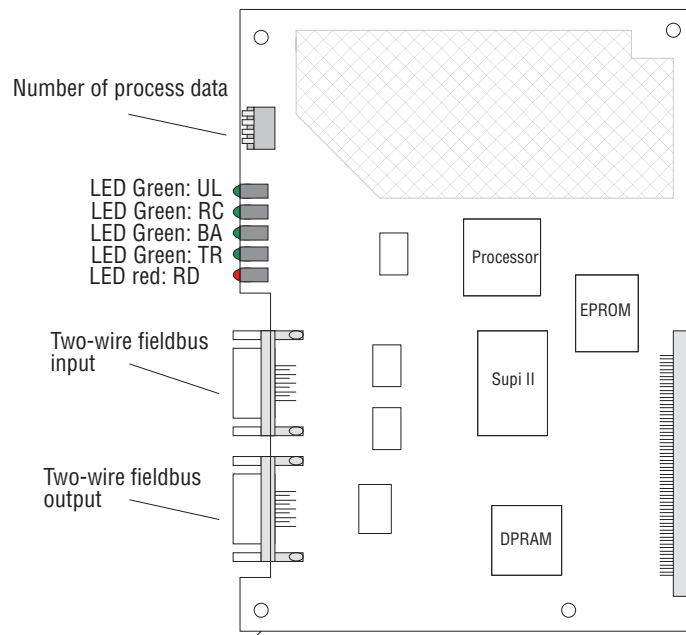 Number of process data
LED Green: UL
LED Green: RC
LED Green: BA
LED Green: TR
LED red: RD
Processor
EPROM
Two-wire fieldbus
input
Supi II
Two-wire fieldbus
output
DPRAM